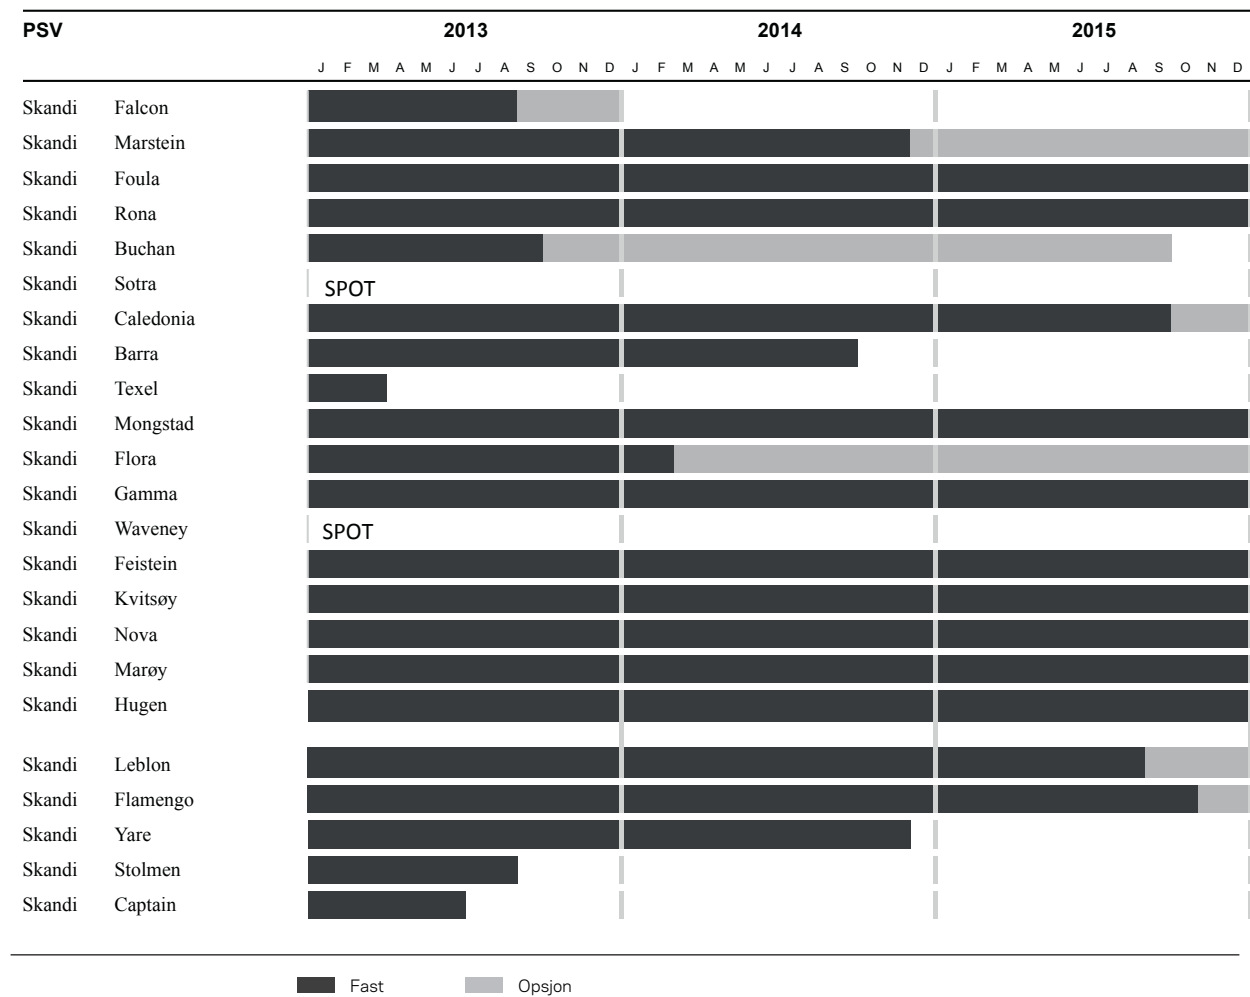 PSV 2013 2014 2015
J F M A M J J A S O N D J F M A M J J A S O N D J F M A M J J A S O N D
Skandi Falcon
Skandi Marstein
Skandi Foula
Skandi Rona
Skandi Buchan
Skandi Sotra SPOT
Skandi Caledonia
Skandi Barra
Skandi Texel
Skandi Mongstad
Skandi Flora
Skandi Gamma
Skandi Waveney SPOT
Skandi Feistein
Skandi Kvitsøy
Skandi Nova
Skandi Marøy
Skandi Hugen
Skandi Leblon
Skandi Flamengo
Skandi Yare
Skandi Stolmen
Skandi Captain
Fast Opsjon